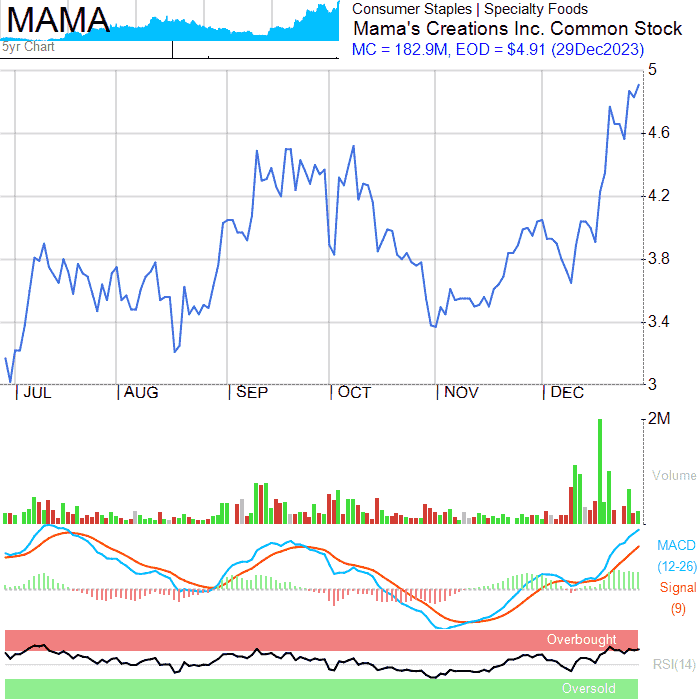 MAMA
5yr Chart
Consumer Staples | Specialty Foods
Mama's Creations Inc. Common Stock
MC = 182.9M, EOD = $4.91 (29Dec2023)
5
4.6
4.2
3.8
3.4
3
JUL AUG SEP OCT NOV DEC
2M
Volume
0
MACD
(12-26)
Signal
(9)
Overbought
RSI(14)
Oversold